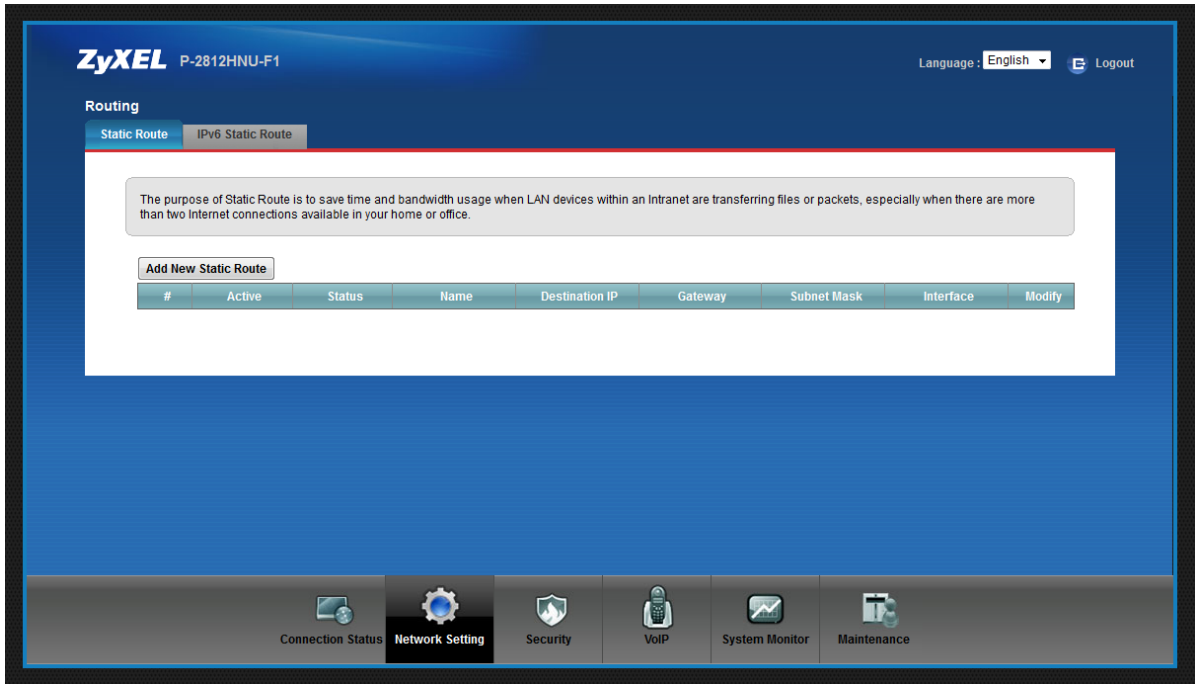 ZyXEL P-2812HNU-F1
Language : English
Logout
Routing
Static Route
IPv6 Static Route
The purpose of Static Route is to save time and bandwidth usage when LAN devices within an Intranet are transferring files or packets, especially when there are more
than two Internet connections available in your home or office.
Add New Static Route
# Active Status Name Destination IP Gateway Subnet Mask Interface Modify
Connection Status Network Setting Security VoIP System Monitor Maintenance